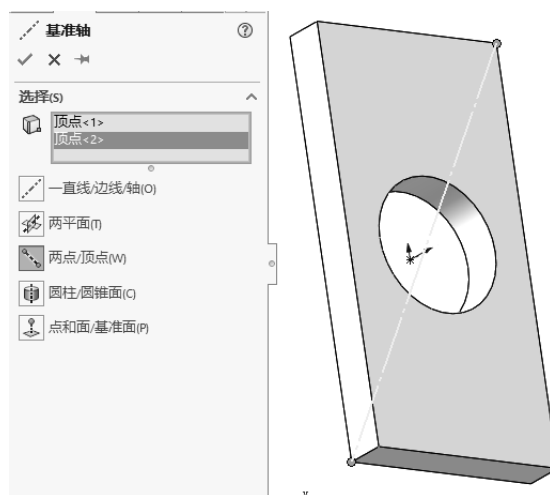 基准轴
选择(S)
顶点<1>
顶点<2>
一直线/边线/轴(O)
两平面(T)
两点/顶点(W)
圆柱/圆锥面(C)
点和面/基准面(P)